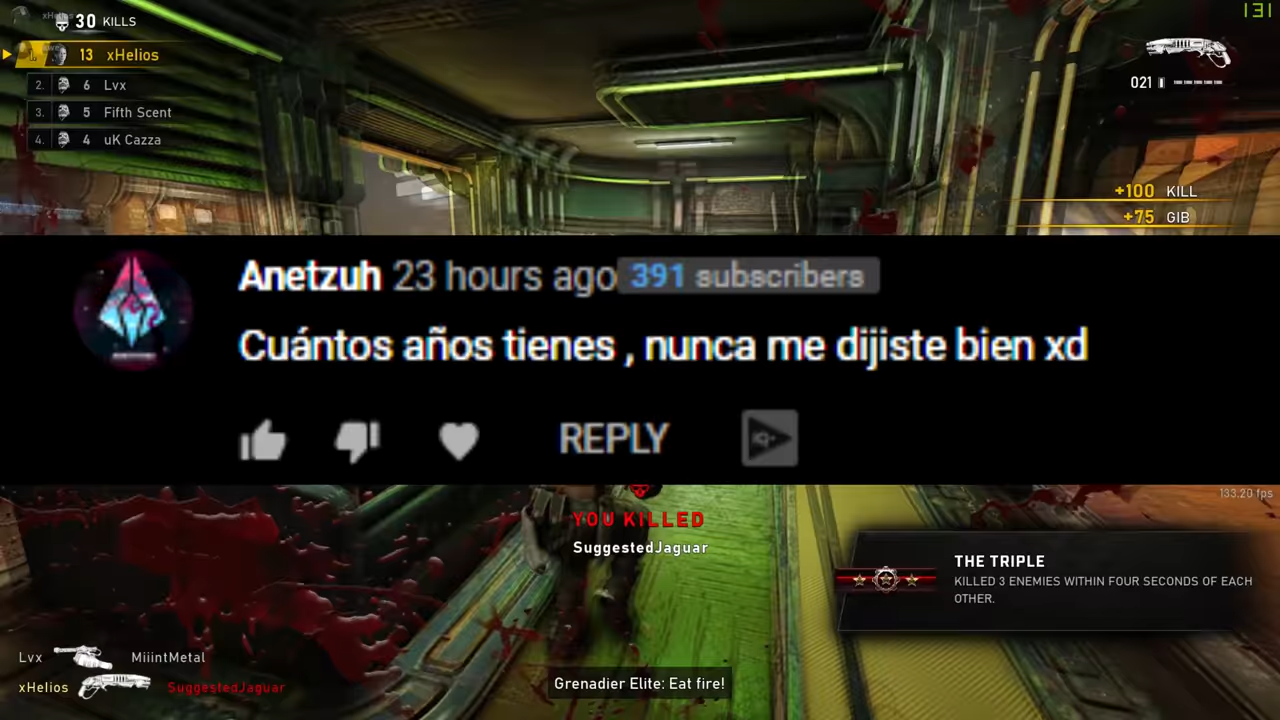 131
30 KILLS
1. 13 xHelios
2. 6 Lvx
3. 5 Fifth Scent
4. 4 uK Cazza
021
+100 KILL
+75 GIB
Anetzuh 23 hours ago 391 subscribers
Cuántos años tienes , nunca me dijiste bien xd
REPLY
133.20 fps
YOU KILLED
SuggestedJaguar
THE TRIPLE
KILLED 3 ENEMIES WITHIN FOUR SECONDS OF EACH
OTHER.
Lvx MiiintMetal
xHelios SuggestedJaguar
Grenadier Elite: Eat fire!